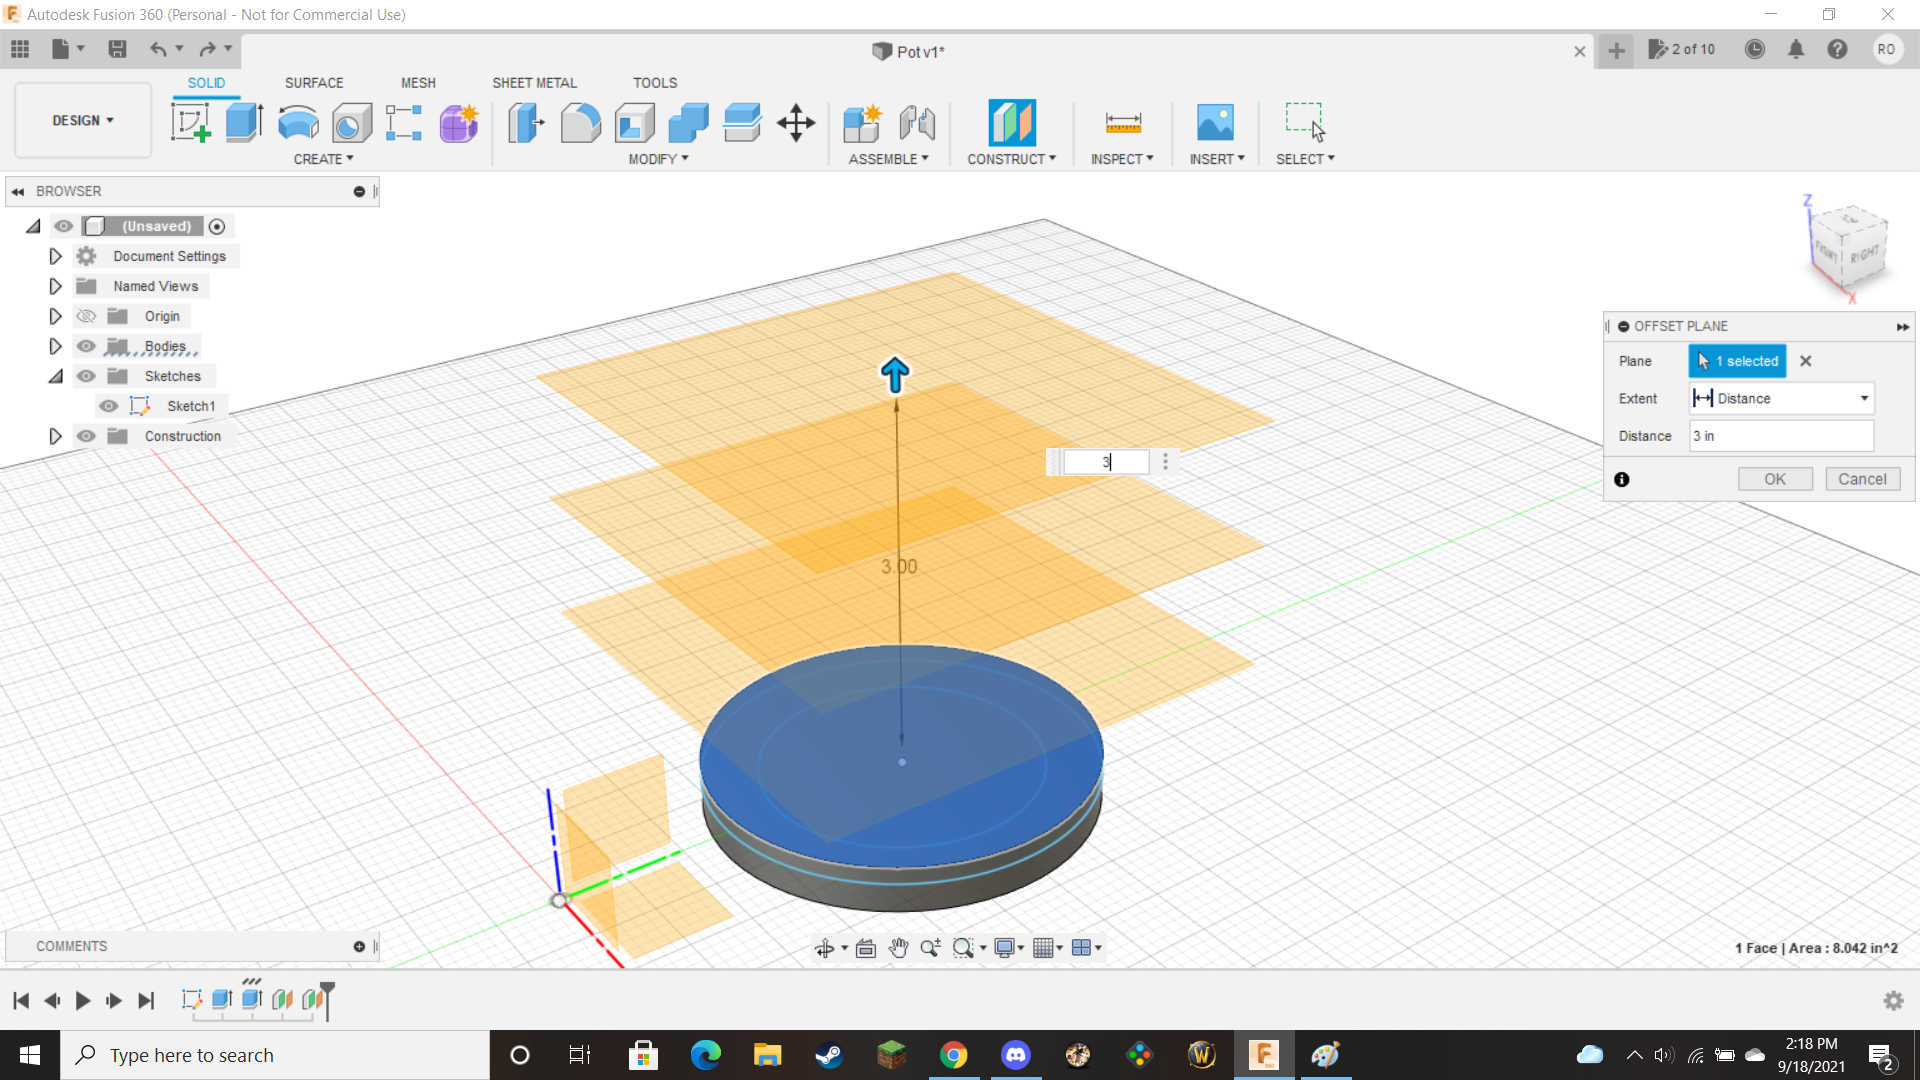 Autodesk Fusion 360 (Personal - Not for Commercial Use)
Pot v1*
2 of 10
RO
SOLID
SURFACE
MESH
SHEET METAL
TOOLS
DESIGN
CREATE
MODIFY
ASSEMBLE
CONSTRUCT
INSPECT
INSERT
SELECT
BROWSER
(Unsaved)
Document Settings
Named Views
Origin
Bodies
Sketches
Sketch1
Construction
Z
FRONT
RIGHT
X
OFFSET PLANE
Plane
1 selected
Extent
Distance
Distance
3 in
OK
Cancel
3
3.00
COMMENTS
1 Face | Area : 8.042 in^2
Type here to search
2:18 PM
9/18/2021
2